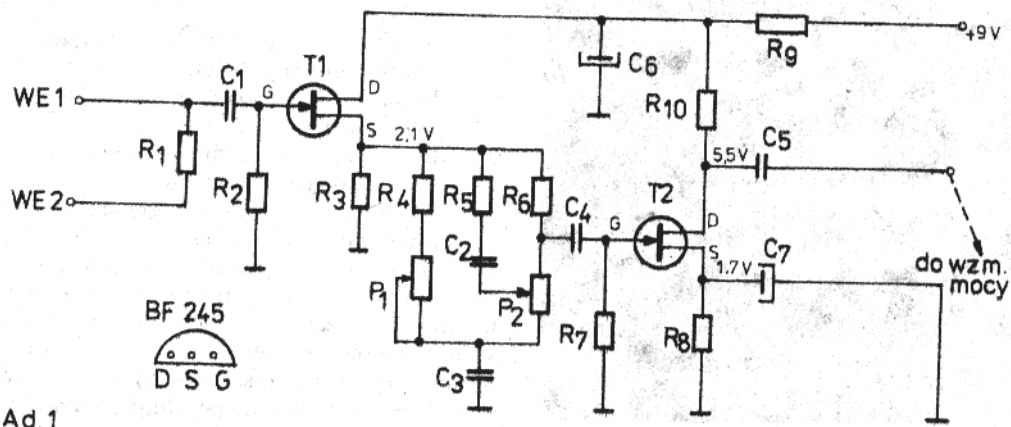 +9V
R9
C6
T1
D
C1
G
WE1
R10
S
2,1 V
5,5V
C5
R1
R2
R3
R4
R5
R6
C4
T2
WE2
G
D
S
1.7V
C7
do wzm.
mocy
C2
P1
P2
BF 245
R7
R8
C3
D S G
Ad.1